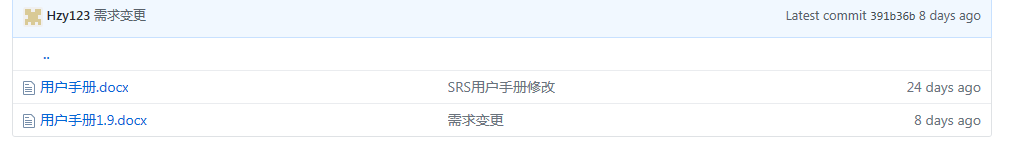 Hzy123 需求变更 Latest commit 391b36b 8 days ago
..
用户手册.docx SRS用户手册修改 24 days ago
用户手册1.9.docx 需求变更 8 days ago